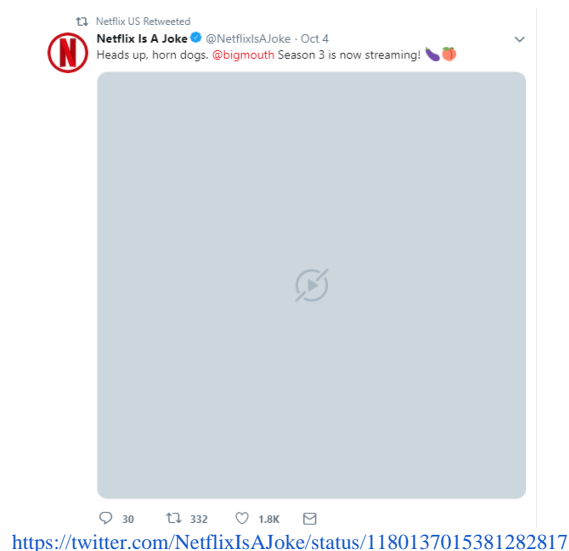 Netflix US Retweeted
Netflix Is A Joke @NetflixIsAJoke · Oct 4
Heads up, horn dogs. @bigmouth Season 3 is now streaming! 🍆🍑
30 332 1.8K
https://twitter.com/NetflixIsAJoke/status/1180137015381282817